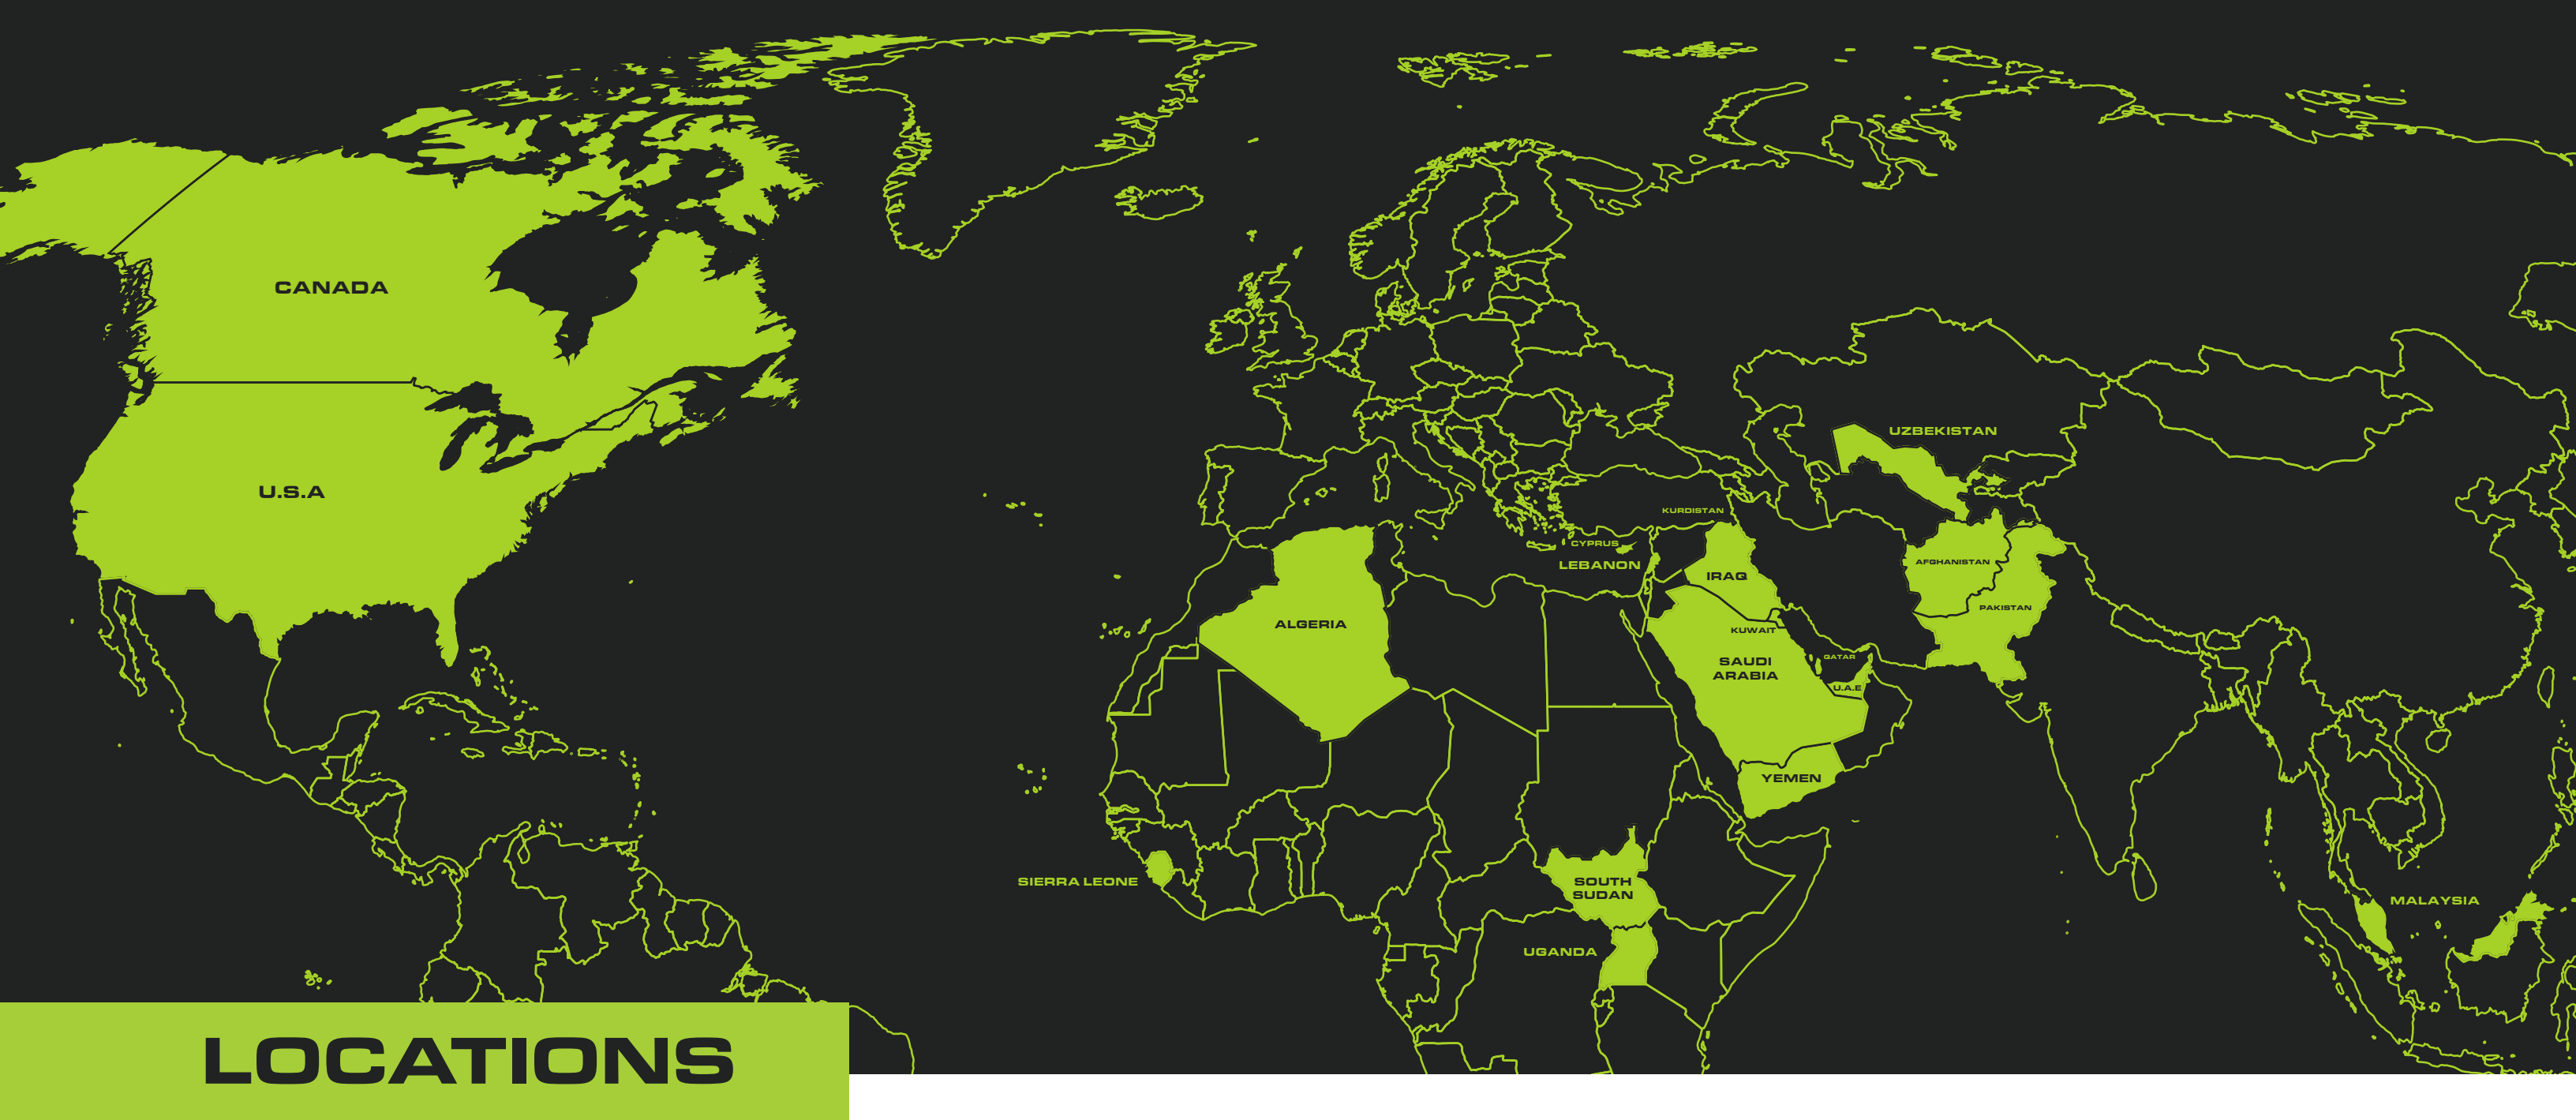 CANADA
U.S.A
UZBEKISTAN
KURDISTAN
CYPRUS
LEBANON
AFGHANISTAN
IRAQ
PAKISTAN
ALGERIA
KUWAIT
QATAR
SAUDI
ARABIA
U.A.E
YEMEN
SIERRA LEONE
SOUTH
SUDAN
MALAYSIA
UGANDA
LOCATIONS